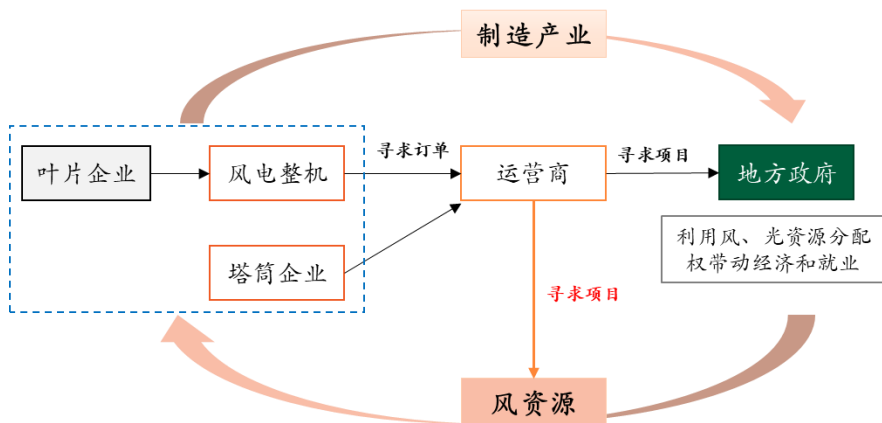 制造产业
叶片企业
风电整机
寻求订单
运营商
寻求项目
地方政府
塔筒企业
利用风、光资源分配
权带动经济和就业
寻求项目
风资源